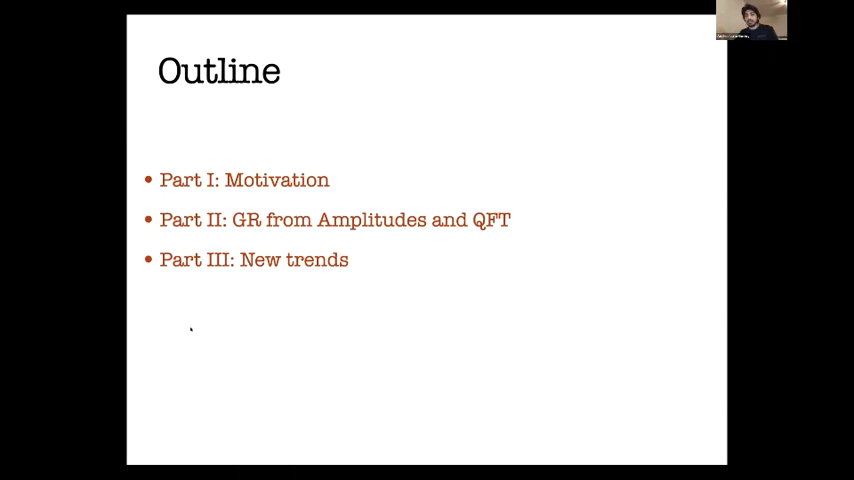 Outline
• Part I: Motivation
• Part II: GR from Amplitudes and QFT
• Part III: New trends